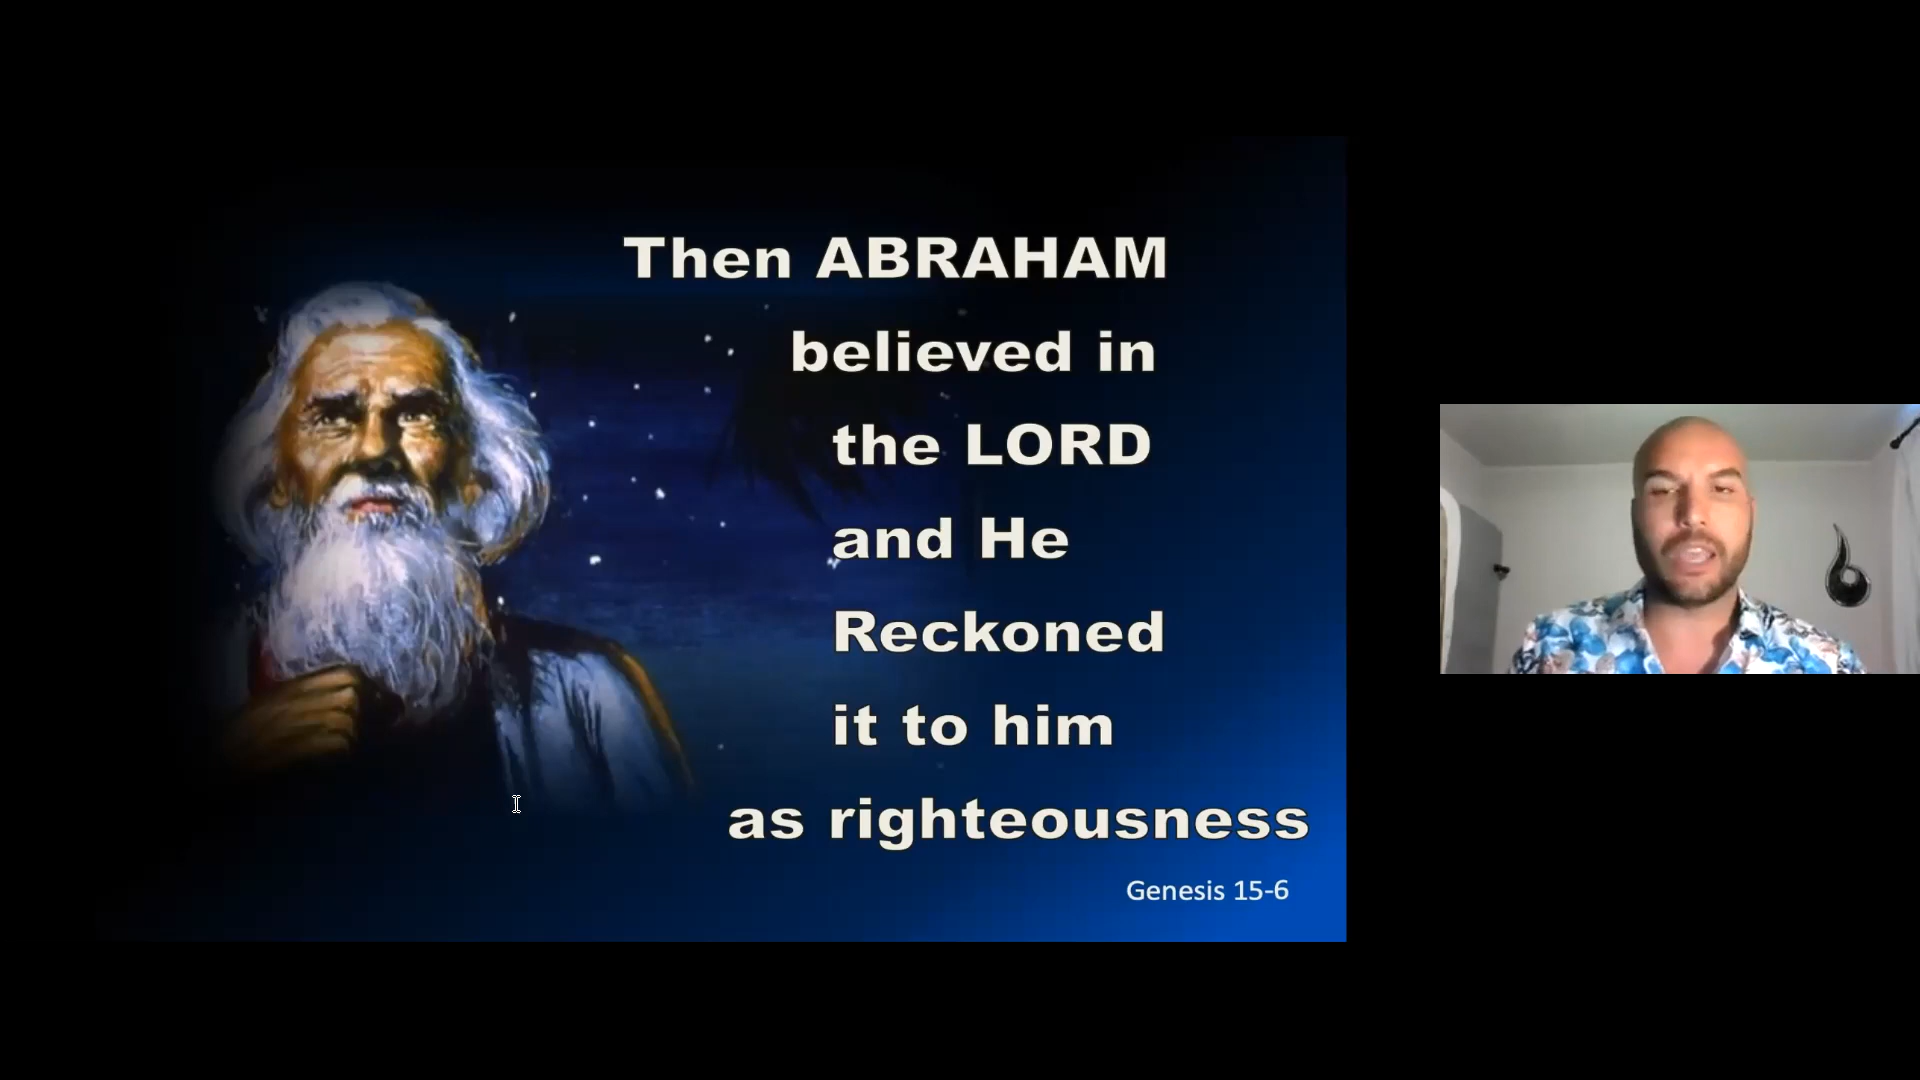 Then ABRAHAM
believed in
the LORD
and He
Reckoned
it to him
as righteousness
Genesis 15-6